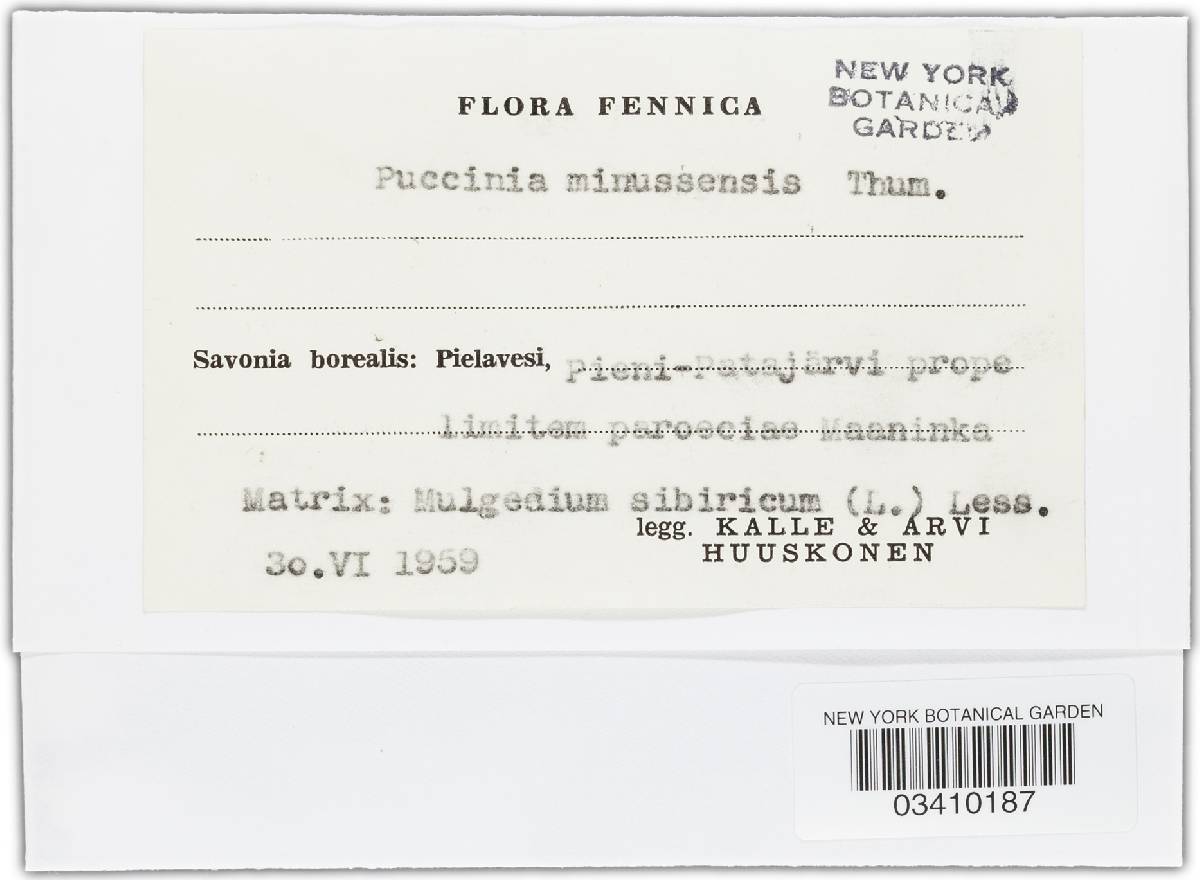 FLORA FENNICA
NEW YORK
BOTANICAL
GARDEN
Puccinia minussensis Thum.
Savonia borealis: Pielavesi, Pieni-Patajärvi prope
limitem paroeciae Maaninka
Matrix: Mulgedium sibiricum (L.) Less.
legg. KALLE & ARVI
HUUSKONEN
3o.VI 1959
NEW YORK BOTANICAL GARDEN
03410187